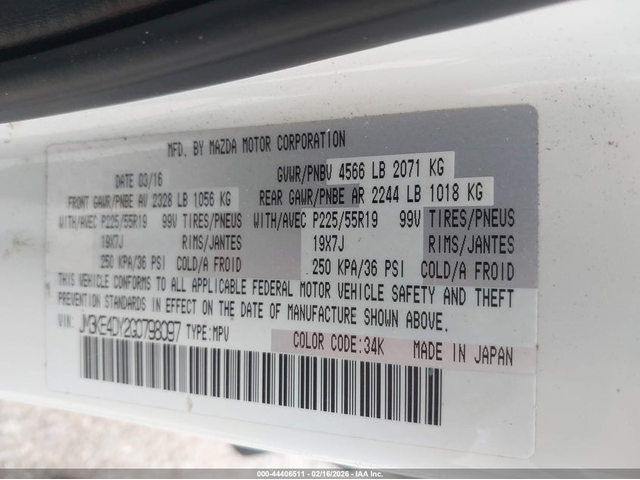 MFD. BY MAZDA MOTOR CORPORATION
DATE 03/16 GVWR/PNBV 4566 LB 2071 KG
FRONT GAWR/PNBE AV 2328 LB 1056 KG REAR GAWR/PNBE AR 2244 LB 1018 KG
WITH/AVEC P225/55R19 99V TIRES/PNEUS WITH/AVEC P225/55R19 99V TIRES/PNEUS
19X7J RIMS/JANTES 19X7J RIMS/JANTES
250 KPA/36 PSI COLD/A FROID 250 KPA/36 PSI COLD/A FROID
THIS VEHICLE CONFORMS TO ALL APPLICABLE FEDERAL MOTOR VEHICLE SAFETY AND THEFT
PREVENTION STANDARDS IN EFFECT ON THE DATE OF MANUFACTURE SHOWN ABOVE.
VIN: JM3KE4DY2G0798097 TYPE:MPV
COLOR CODE:34K MADE IN JAPAN
000-44406511 - 02/16/2026 - IAAI.COM